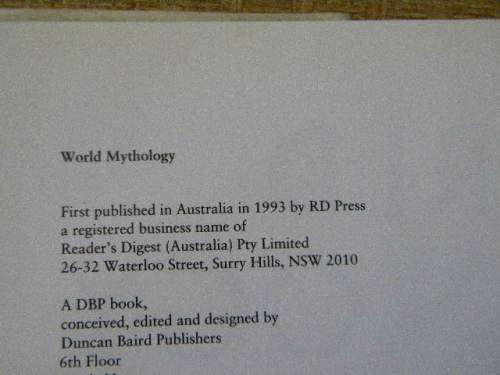 World Mythology
First published in Australia in 1993 by RD Press
a registered business name of
Reader's Digest (Australia) Pty Limited
26-32 Waterloo Street, Surry Hills, NSW 2010
A DBP book,
conceived, edited and designed by
Duncan Baird Publishers
6th Floor